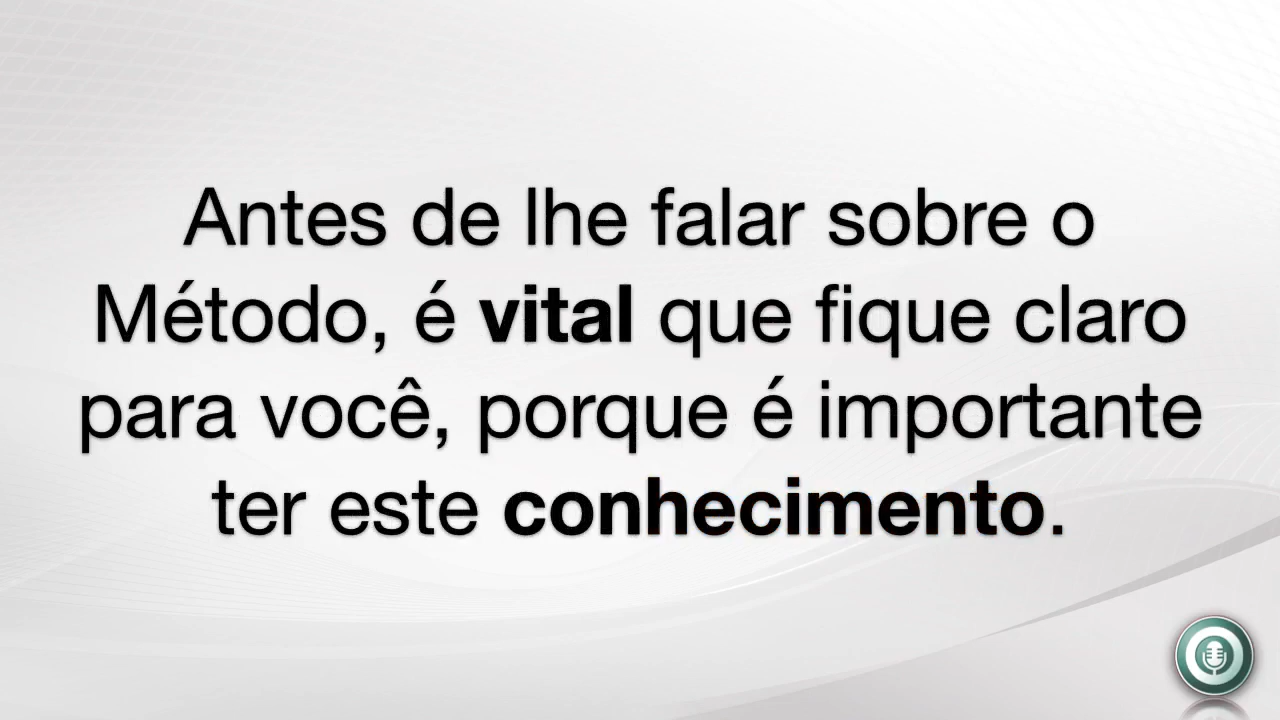 Antes de lhe falar sobre o
Método, é vital que fique claro
para você, porque é importante
ter este conhecimento.